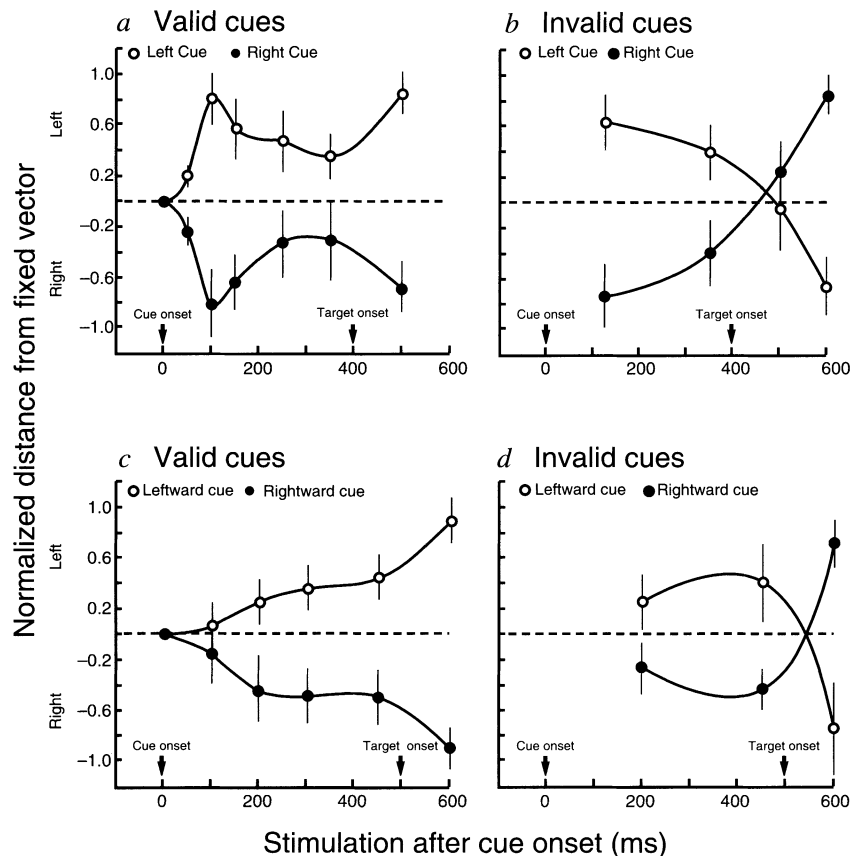 a Valid cues
Left Cue Right Cue
1.0
0.6
0.2
−0.2
−0.6
−1.0
Left
Right
Cue onset
Target onset
0 200 400 600
b Invalid cues
Left Cue Right Cue
Cue onset
Target onset
0 200 400 600
c Valid cues
Leftward cue Rightward cue
1.0
0.6
0.2
−0.2
−0.6
−1.0
Left
Right
Cue onset
Target onset
0 200 400 600
d Invalid cues
Leftward cue Rightward cue
Cue onset
Target onset
0 200 400 600
Normalized distance from fixed vector
Stimulation after cue onset (ms)